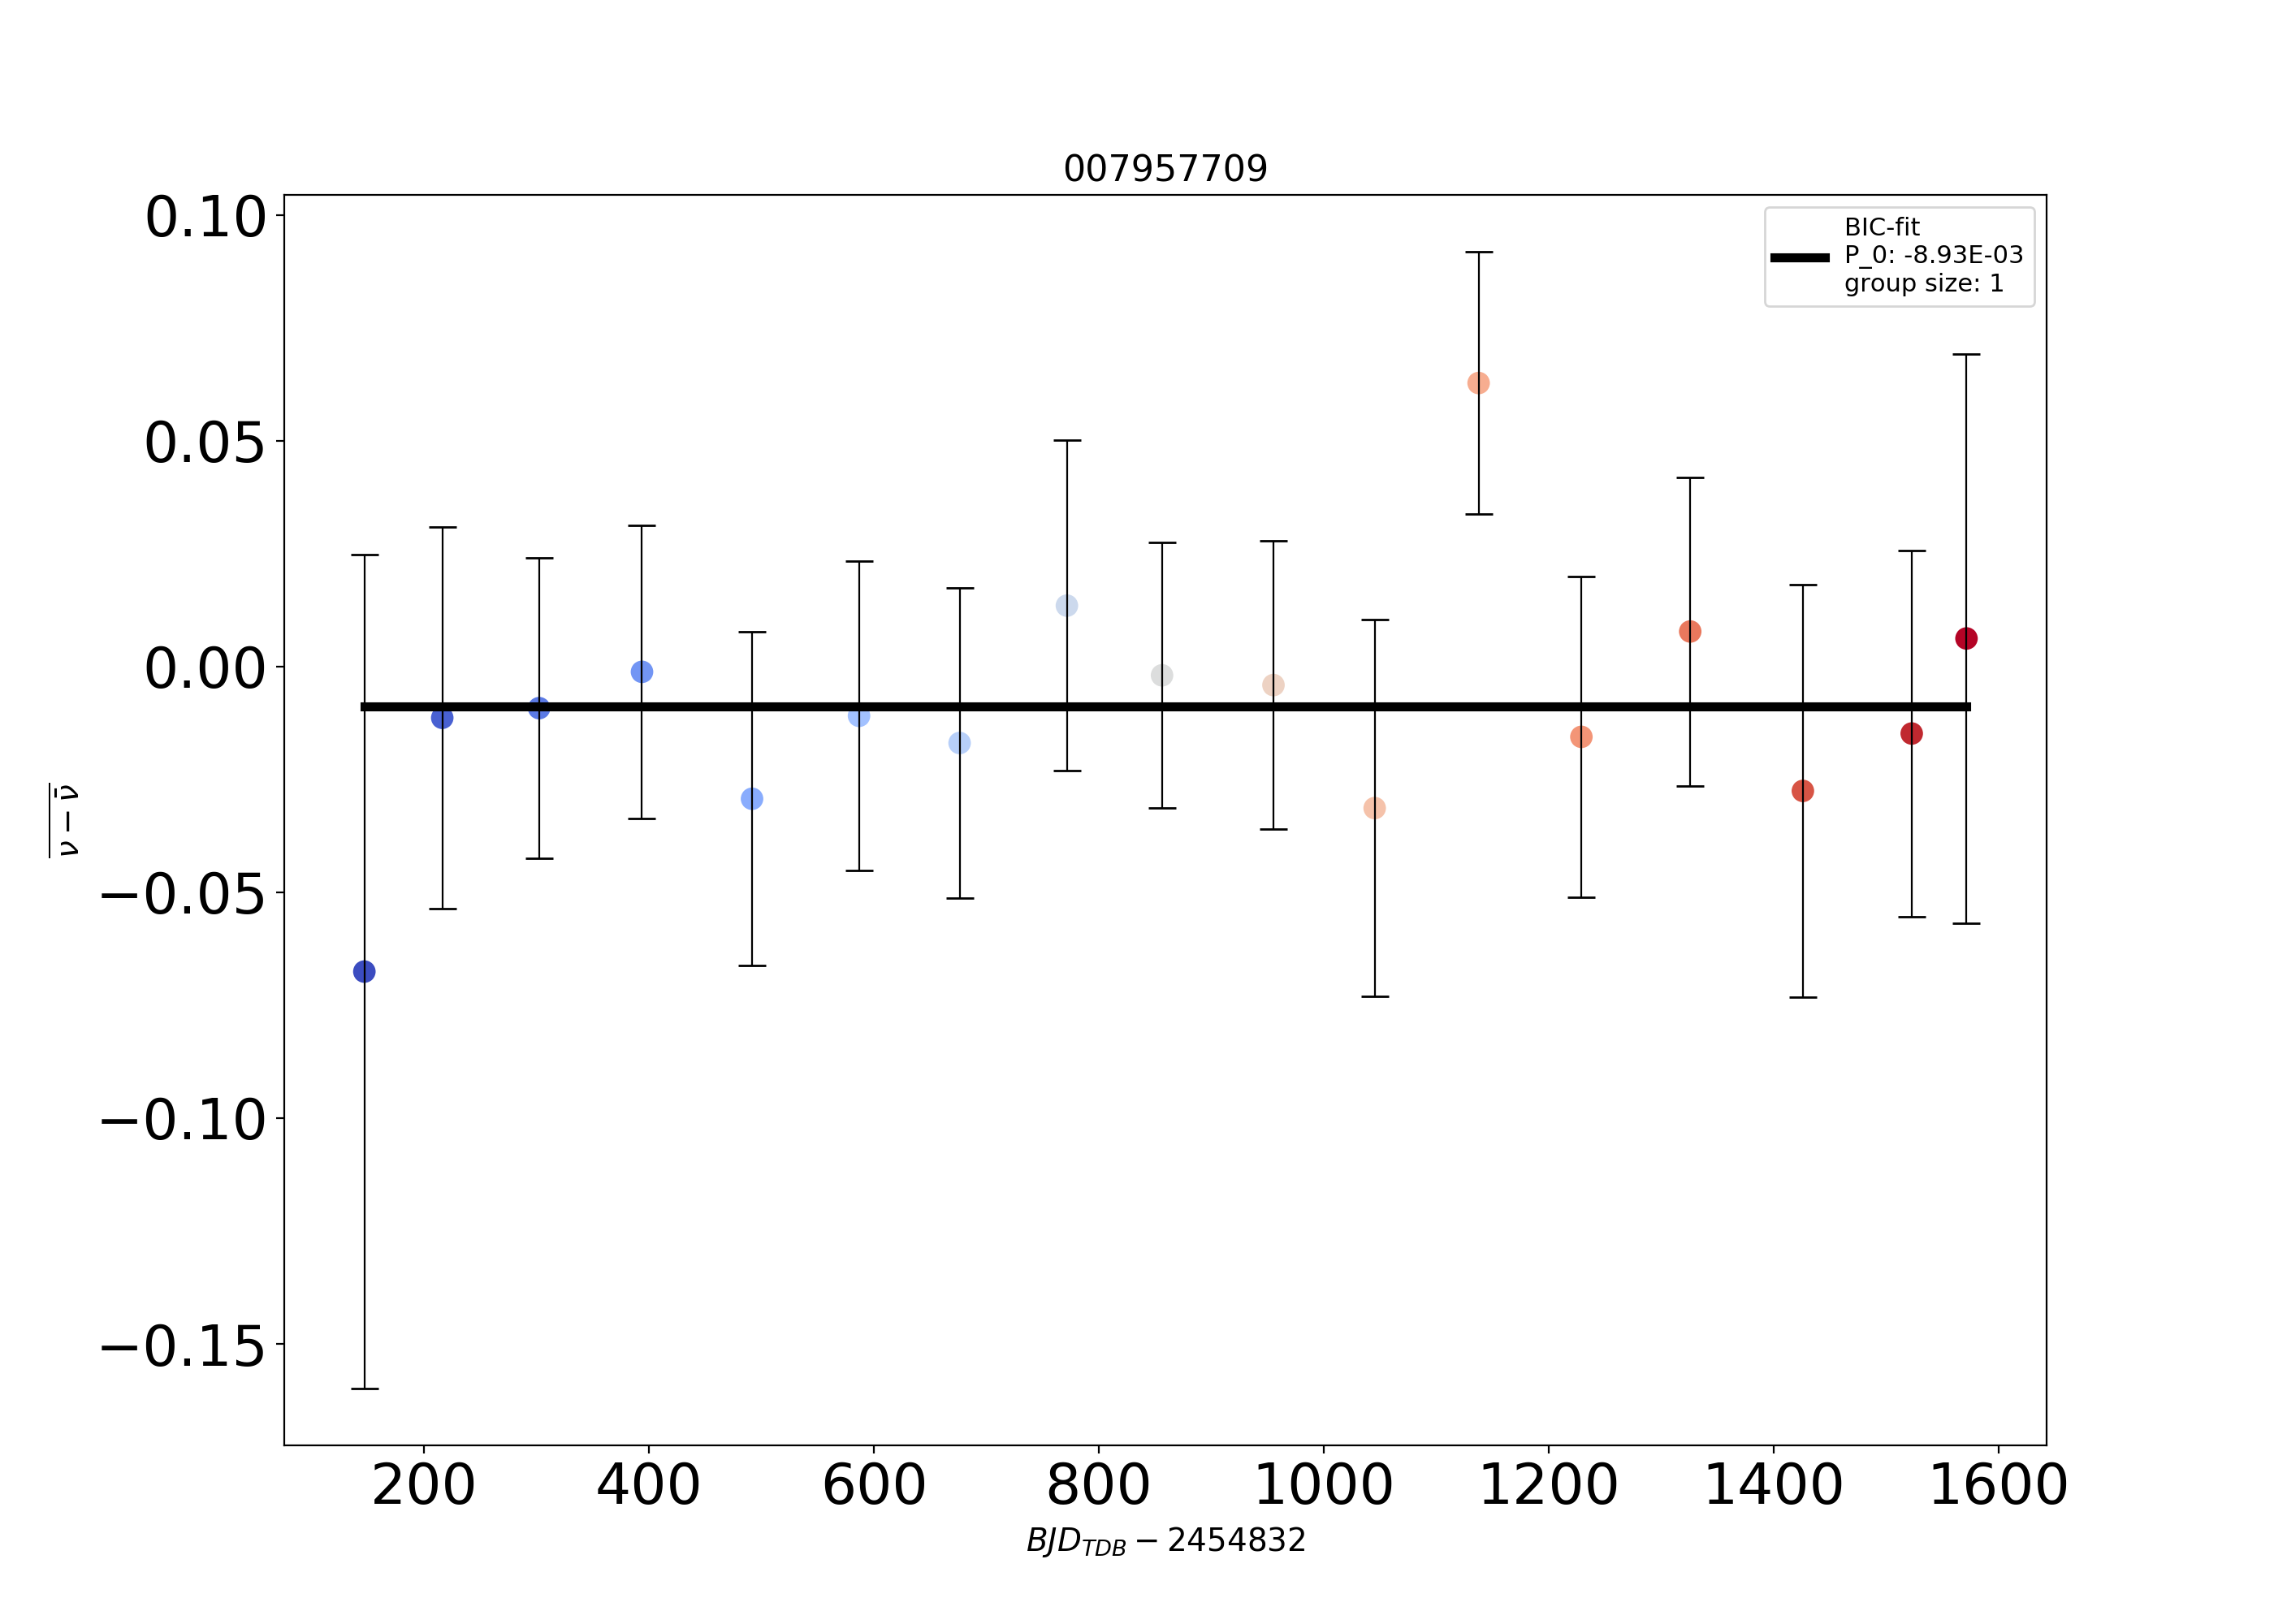 007957709
BIC-fit
P_0: -8.93E-03
group size: 1
0.10
0.05
0.00
−0.05
−0.10
−0.15
ν − ν̄
200 400 600 800 1000 1200 1400 1600
BJD_TDB − 2454832